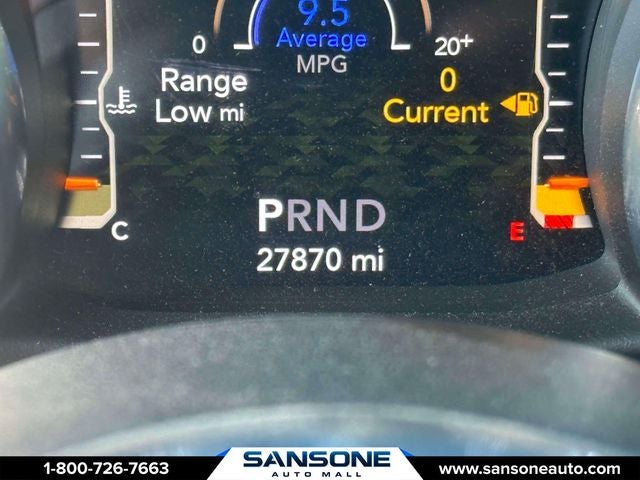 9.5
0 Average 20+
MPG
Range 0
Low mi Current
PRND
C E
27870 mi
1-800-726-7663 SANSONE AUTO MALL www.sansoneauto.com